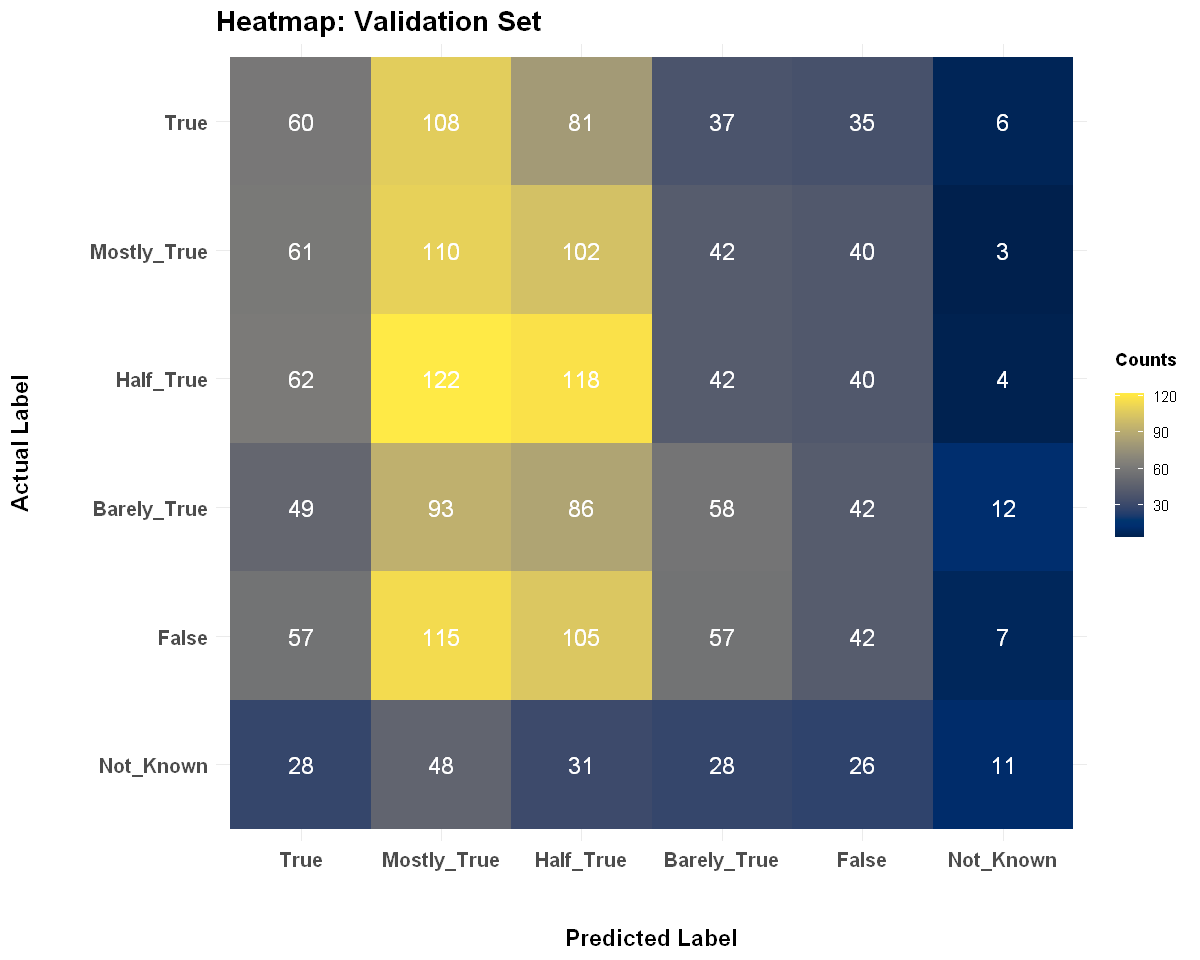 Heatmap: Validation Set
True 60 108 81 37 35 6
Mostly_True 61 110 102 42 40 3
Half_True 62 122 118 42 40 4
Barely_True 49 93 86 58 42 12
False 57 115 105 57 42 7
Not_Known 28 48 31 28 26 11
True Mostly_True Half_True Barely_True False Not_Known
Predicted Label
Actual Label
Counts
120
90
60
30